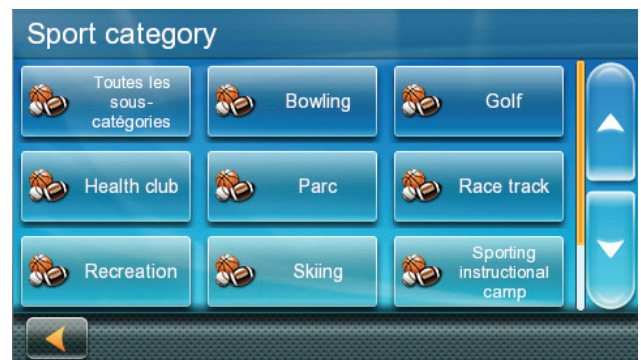 Sport category
Toutes les
sous-
catégories
Bowling
Golf
Health club
Parc
Race track
Recreation
Skiing
Sporting
instructional
camp